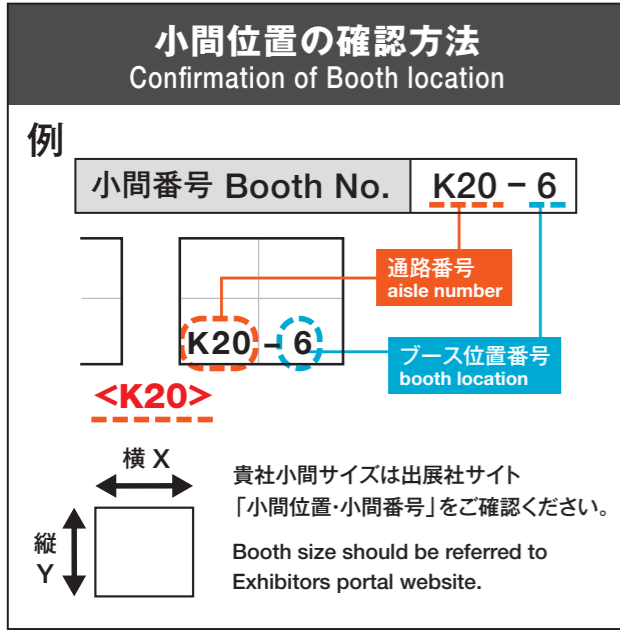 小間位置の確認方法
Confirmation of Booth location
例
小間番号 Booth No. K20 – 6
通路番号
aisle number
K20 – 6
ブース位置番号
booth location
<K20>
横 X
縦
Y
貴社小間サイズは出展社サイト
「小間位置・小間番号」をご確認ください。
Booth size should be referred to
Exhibitors portal website.